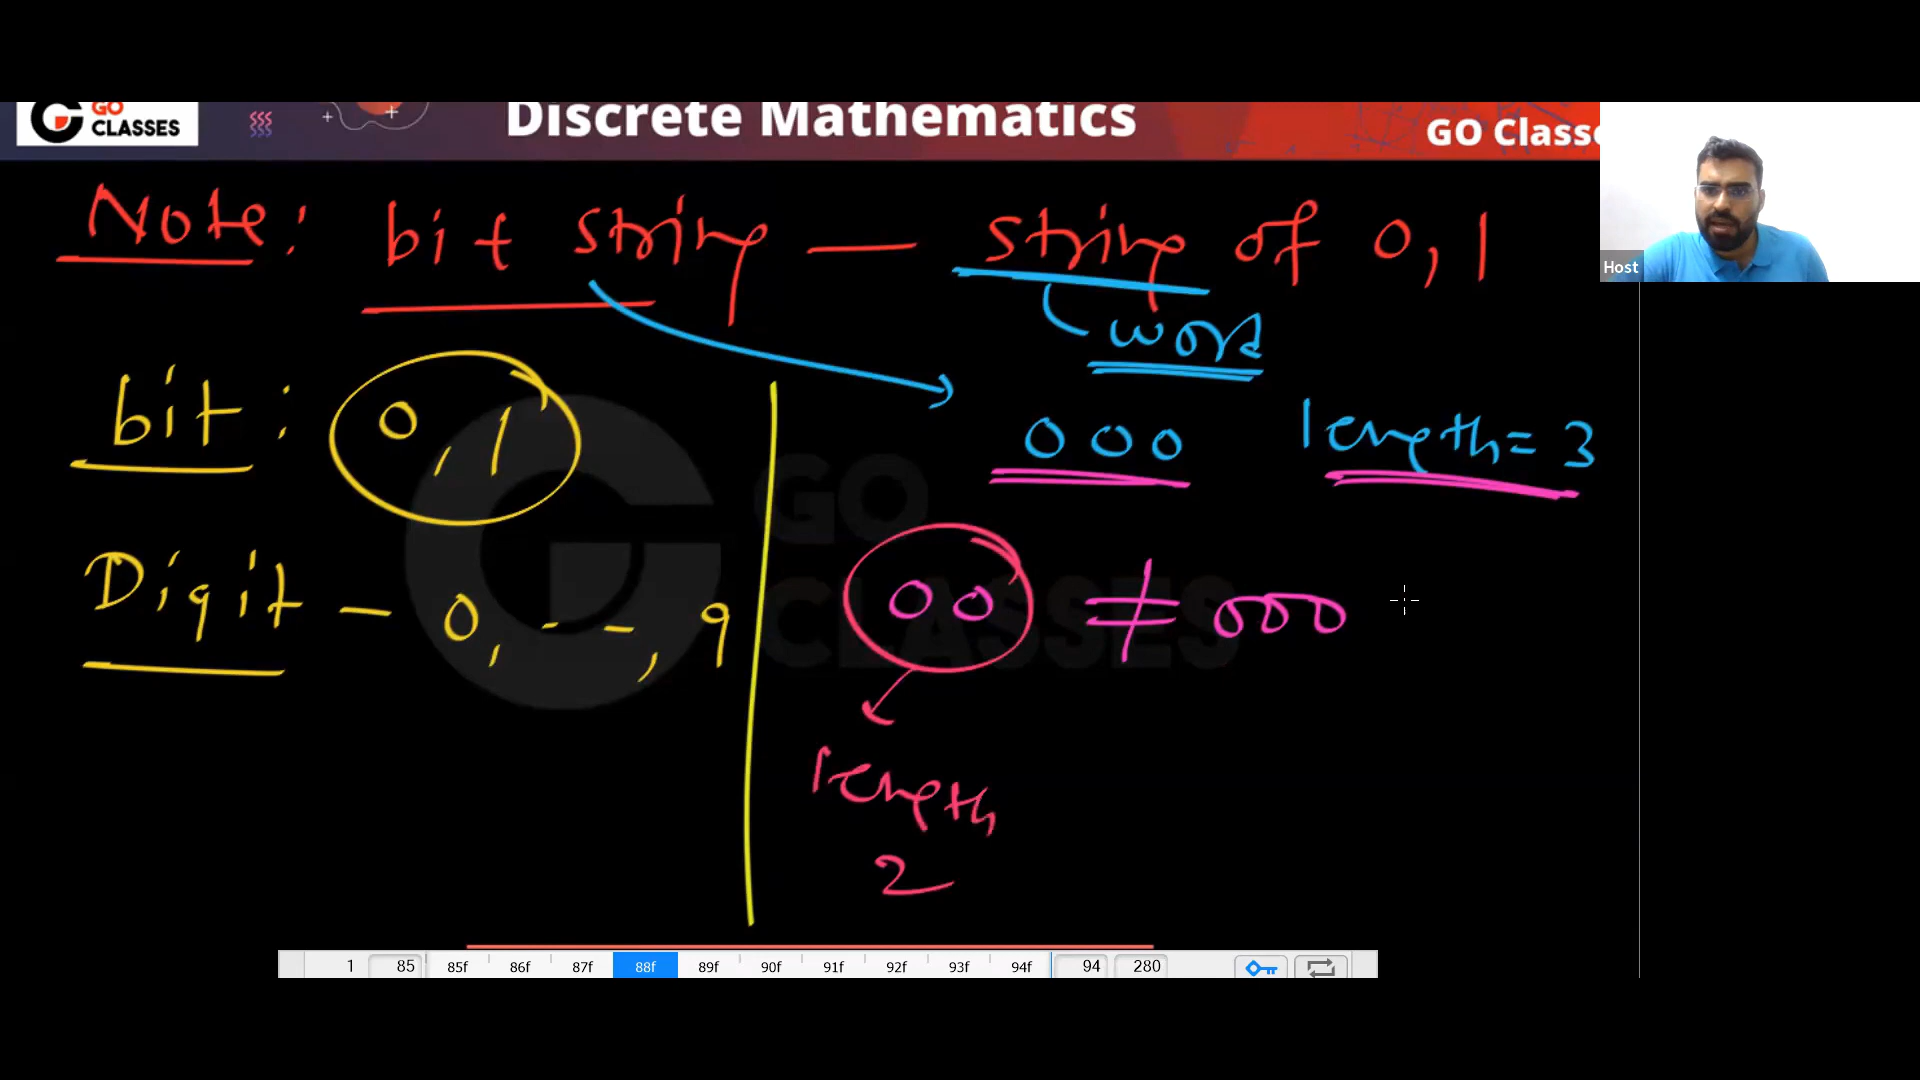 GO
CLASSES
Discrete Mathematics
GO Classe
Host
Note: bit string — string of 0, 1
word
bit: 0, 1
000 length = 3
Digit - 0, - -, 9
00 ≠ 000
length
2
GO
CLASSES
1 85 85f 86f 87f 88f 89f 90f 91f 92f 93f 94f 94 280